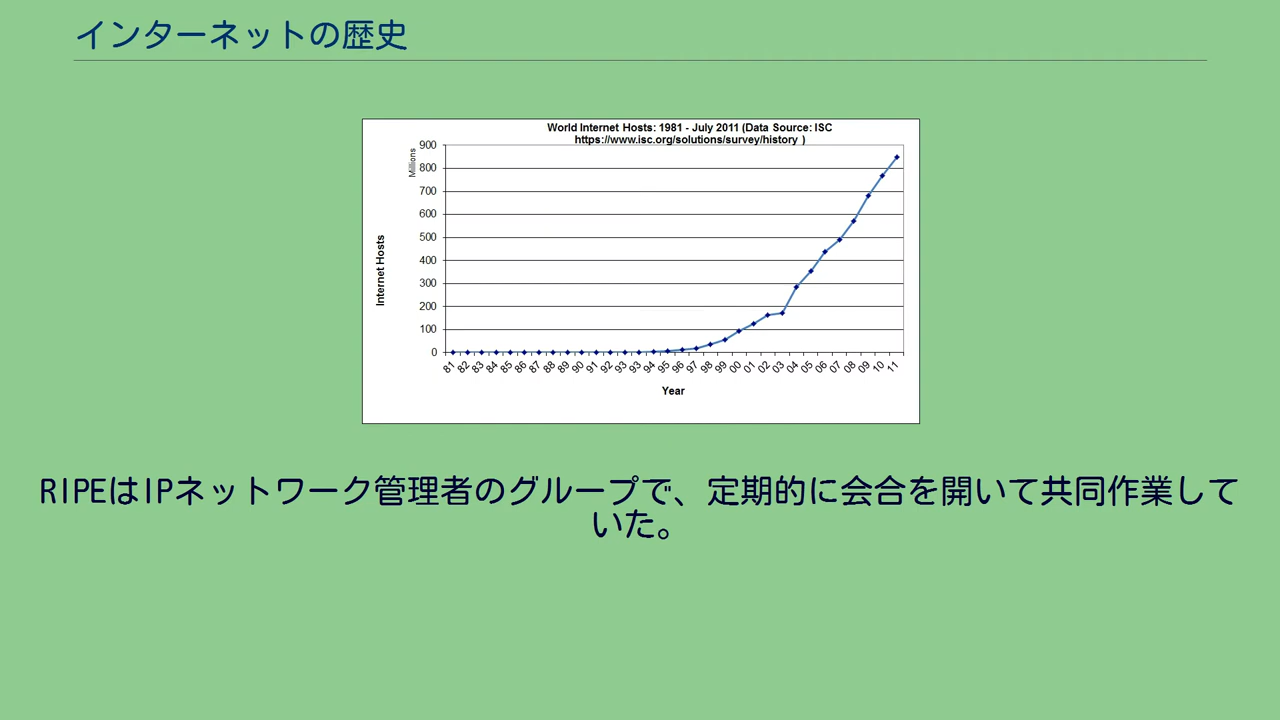 インターネットの歴史
World Internet Hosts: 1981 - July 2011 (Data Source: ISC
https://www.isc.org/solutions/survey/history )
Millions
900
800
700
600
500
400
300
200
100
0
Internet Hosts
81 82 83 84 85 86 87 88 89 90 91 92 93 93 94 95 96 97 98 99 00 01 02 03 04 05 06 07 08 09 10 11
Year
RIPEはIPネットワーク管理者のグループで、定期的に会合を開いて共同作業して
いた。